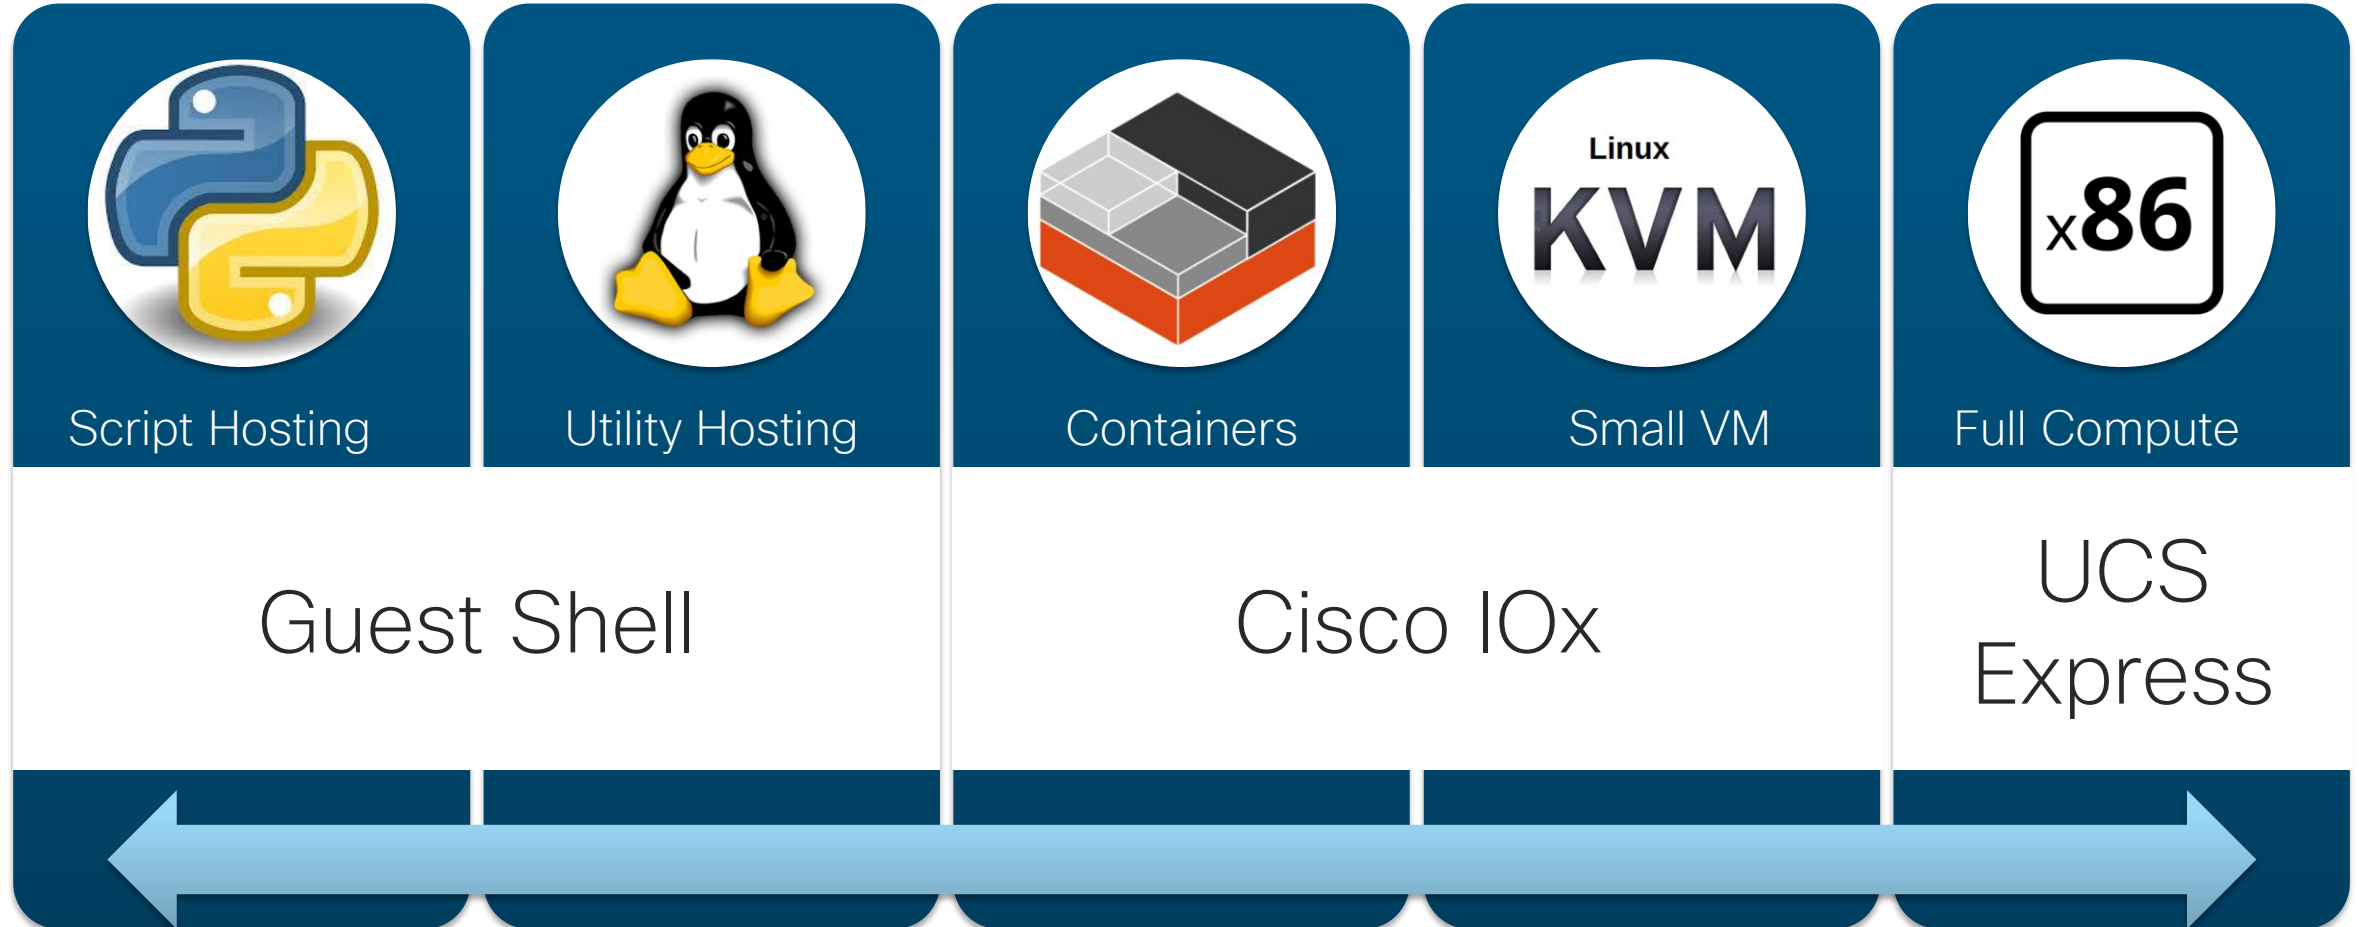 Linux
KVM
x86
Script Hosting
Utility Hosting
Containers
Small VM
Full Compute
Guest Shell
Cisco IOx
UCS
Express